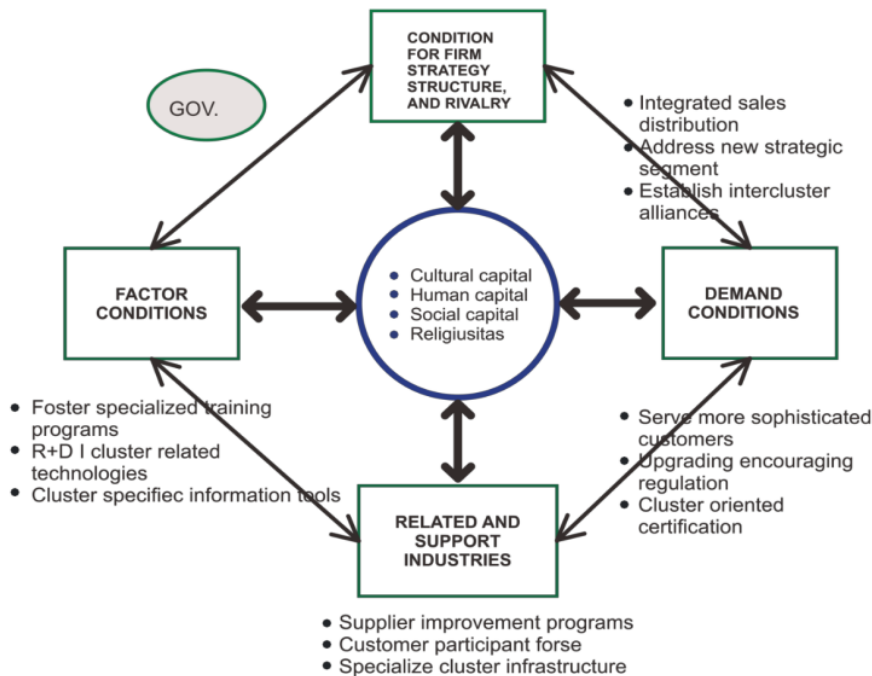 CONDITION
FOR FIRM
STRATEGY
STRUCTURE,
AND RIVALRY
GOV.
• Integrated sales
distribution
• Address new strategic
segment
• Establish intercluster
alliances
FACTOR
CONDITIONS
• Cultural capital
• Human capital
• Social capital
• Religiusitas
DEMAND
CONDITIONS
• Foster specialized training
programs
• R+D I cluster related
technologies
• Cluster specifiec information tools
• Serve more sophisticated
customers
• Upgrading encouraging
regulation
• Cluster oriented
certification
RELATED AND
SUPPORT
INDUSTRIES
• Supplier improvement programs
• Customer participant forse
• Specialize cluster infrastructure